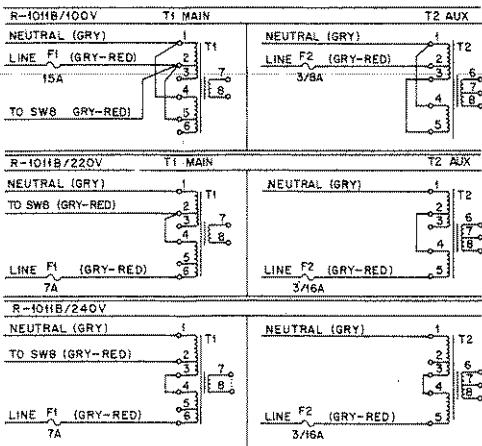 R-1011B/100V T1 MAIN T2 AUX
NEUTRAL (GRY) 1 T1
LINE F1 (GRY-RED) 2
15A 3
7
8
4
TO SW8 GRY-RED) 5
6
1 T2
LINE F2 (GRY-RED) 2
3/8A 3
6
7
8
4
5
R-1011B/220V T1 MAIN T2 AUX
NEUTRAL (GRY) 1 T1
TO SW8 (GRY-RED) 2
3
7
8
4
5
LINE F1 (GRY-RED) 6
7A
NEUTRAL (GRY) 1 T2
2
3
6
7
8
4
LINE F2 (GRY-RED) 5
3/16A
R-1011B/240V
NEUTRAL (GRY) 1 T1
TO SW8 (GRY-RED) 2
3
7
8
4
5
LINE F1 (GRY-RED) 6
7A
NEUTRAL (GRY) 1 T2
2
3
6
7
8
4
LINE F2 (GRY-RED) 5
3/16A